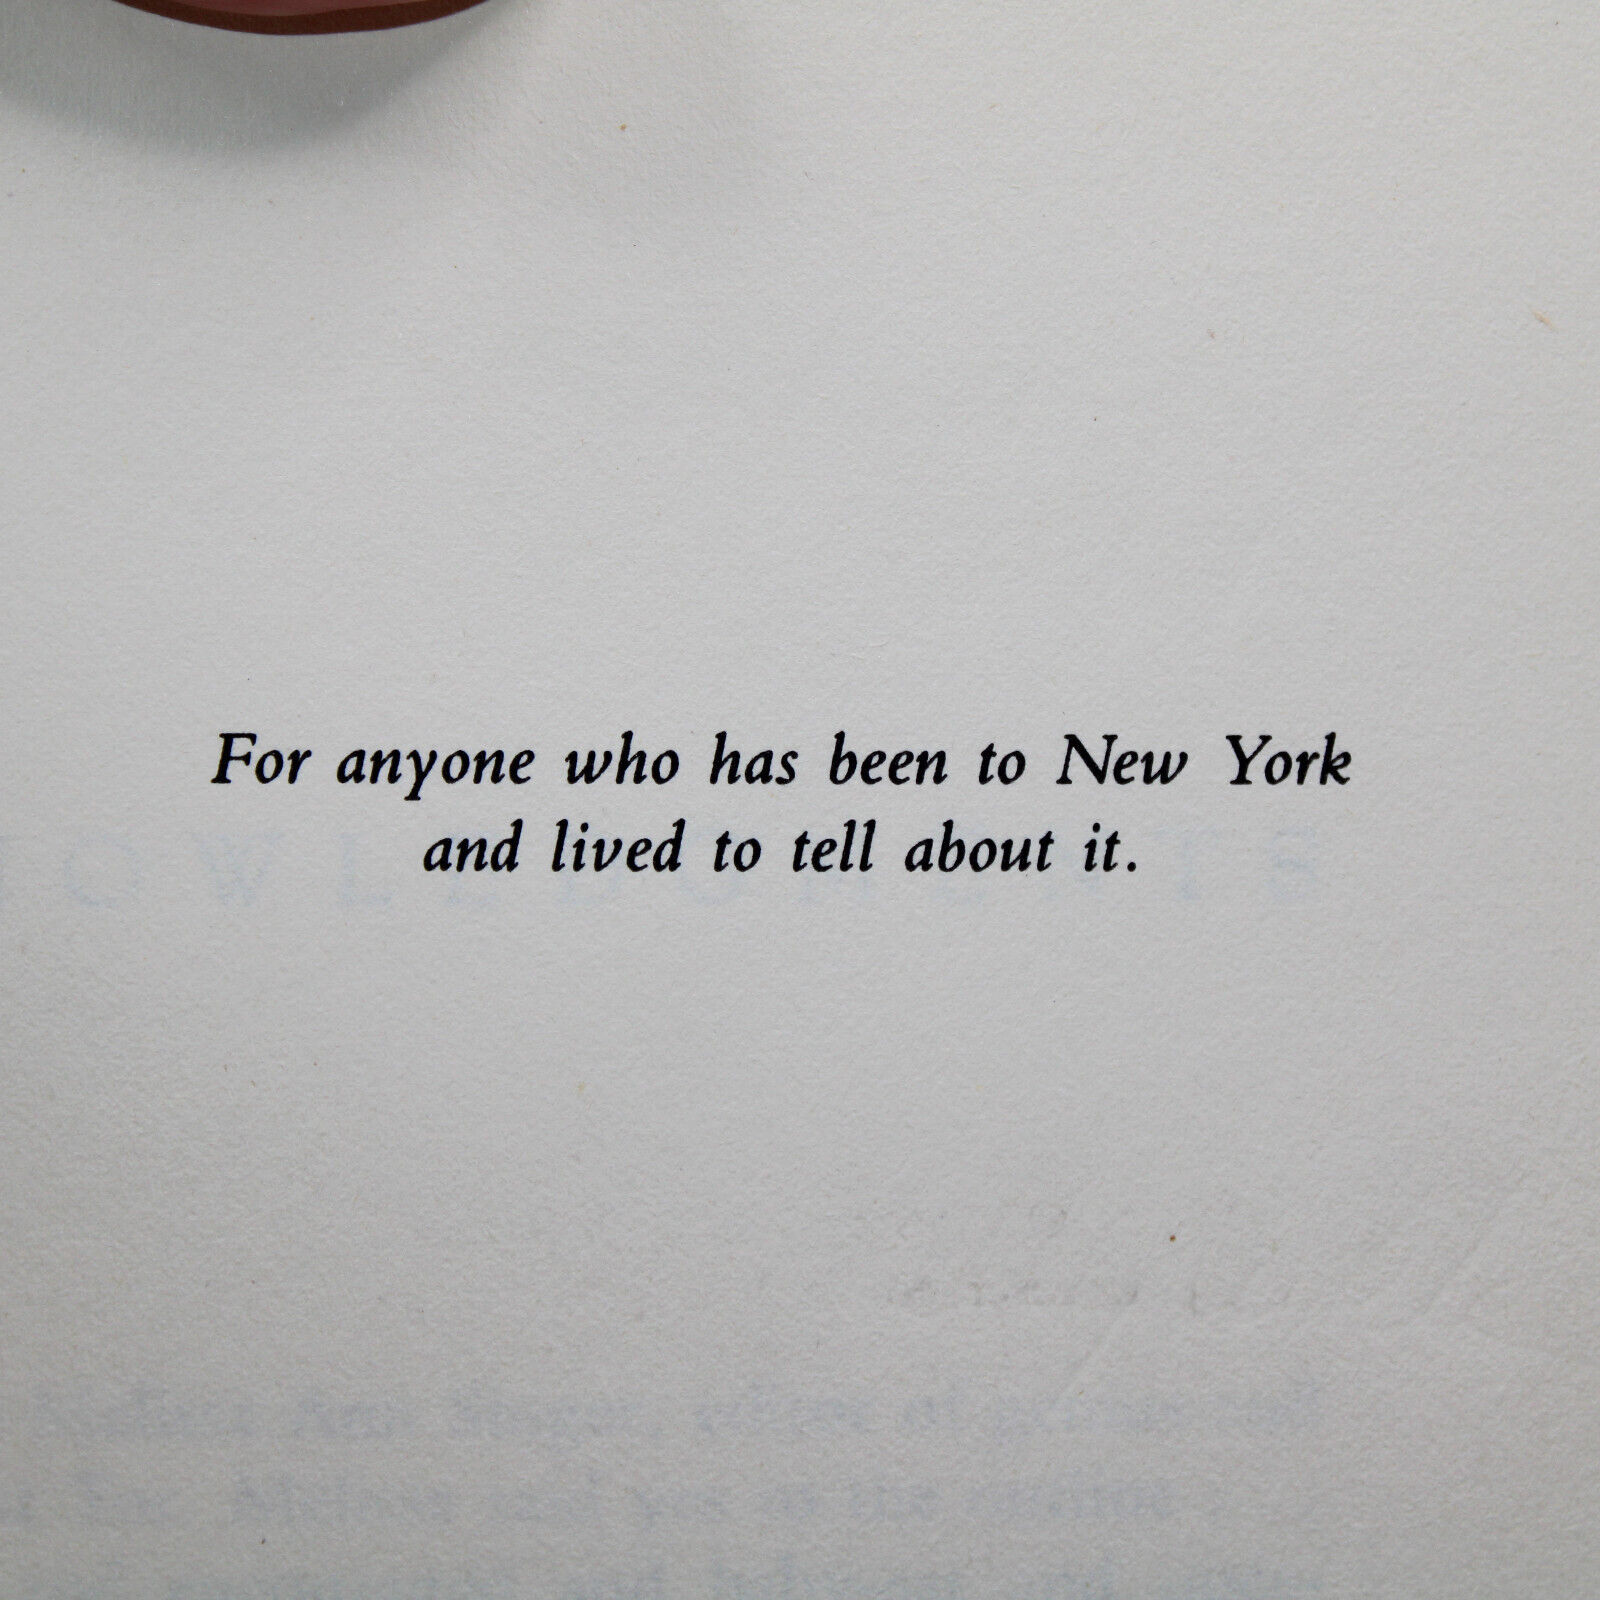 For anyone who has been to New York
and lived to tell about it.